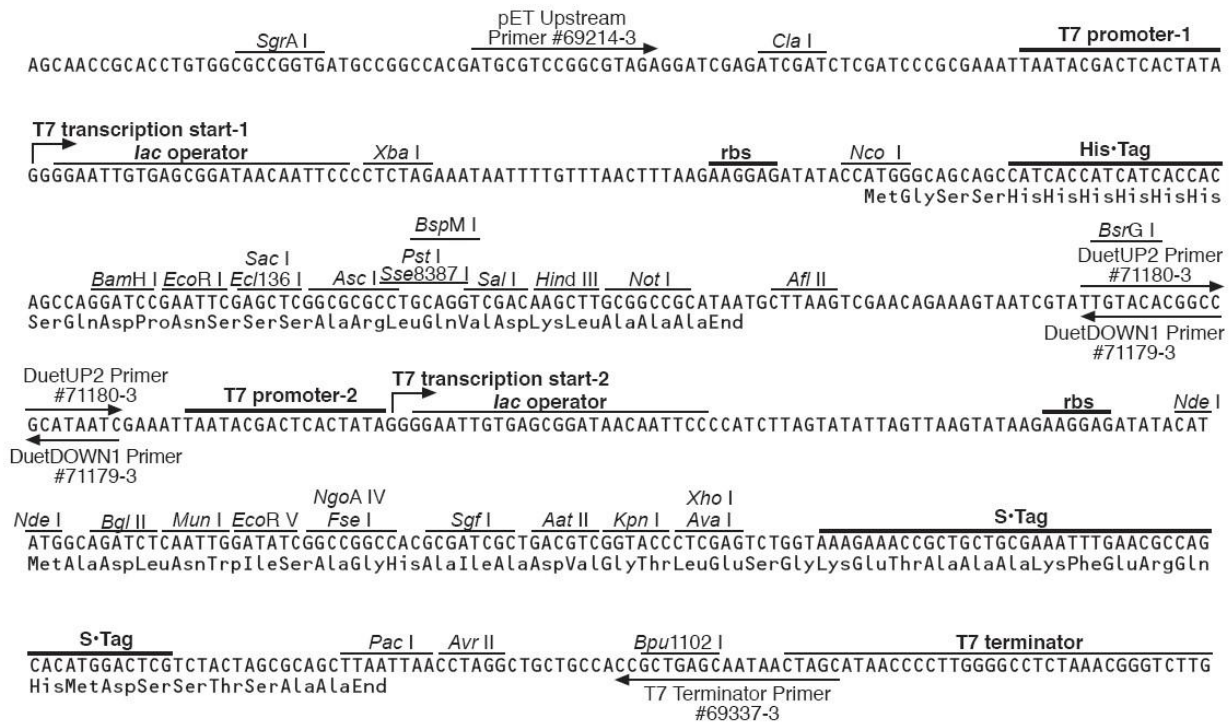 pET Upstream
SgrA I Primer #69214-3 Cla I T7 promoter-1
AGCAACCGCACCTGTGGCGCCGGTGATGCCGGCCACGATGCGTCCGGCGTAGAGGATCGAGATCGATCTCGATCCCGCGAAATTAATACGACTCACTATA
T7 transcription start-1
lac operator Xba I rbs Nco I His•Tag
GGGGAATTGTGAGCGGATAACAATTCCCCTCTAGAAATAATTTTGTTTAACTTTAAGAAGGAGATATACCATGGGCAGCAGCCATCACCATCATCACCAC
MetGlySerSerHisHisHisHisHisHis
BspM I
Sac I Pst I BsrG I
DuetUP2 Primer
BamH I EcoR I Ecl136 I Asc I Sse8387 I Sal I Hind III Not I Afl II #71180-3
AGCCAGGATCCGAATTCGAGCTCGGCGCGCCTGCAGGTCGACAAGCTTGCGGCCGCATAATGCTTAAGTCGAACAGAAAGTAATCGTATTGTACACGGCC
SerGlnAspProAsnSerSerSerAlaArgLeuGlnValAspLysLeuAlaAlaAlaEnd
DuetDOWN1 Primer
#71179-3
DuetUP2 Primer
#71180-3 T7 promoter-2 T7 transcription start-2
lac operator rbs Nde I
GCATAATCGAAATTAATACGACTCACTATAGGGGAATTGTGAGCGGATAACAATTCCCCATCTTAGTATATTAGTTAAGTATAAGAAGGAGATATACAT
DuetDOWN1 Primer
#71179-3
NgoA IV Xho I
Nde I Bgl II Mun I EcoR V Fse I Sgf I Aat II Kpn I Ava I S•Tag
ATGGCAGATCTCAATTGGATATCGGCCGGCCACGCGATCGCTGACGTCGGTACCCTCGAGTCTGGTAAAGAAACCGCTGCTGCGAAATTTGAACGCCAG
MetAlaAspLeuAsnTrpIleSerAlaGlyHisAlaIleAlaAspValGlyThrLeuGluSerGlyLysGluThrAlaAlaAlaLysPheGluArgGln
S•Tag Pac I Avr II Bpu1102 I T7 terminator
CACATGGACTCGTCTACTAGCGCAGCTTAATTAACCTAGGCTGCTGCCACCGCTGAGCAATAACTAGCATAACCCCTTGGGGCCTCTAAACGGGTCTTG
HisMetAspSerSerThrSerAlaAlaEnd
T7 Terminator Primer
#69337-3